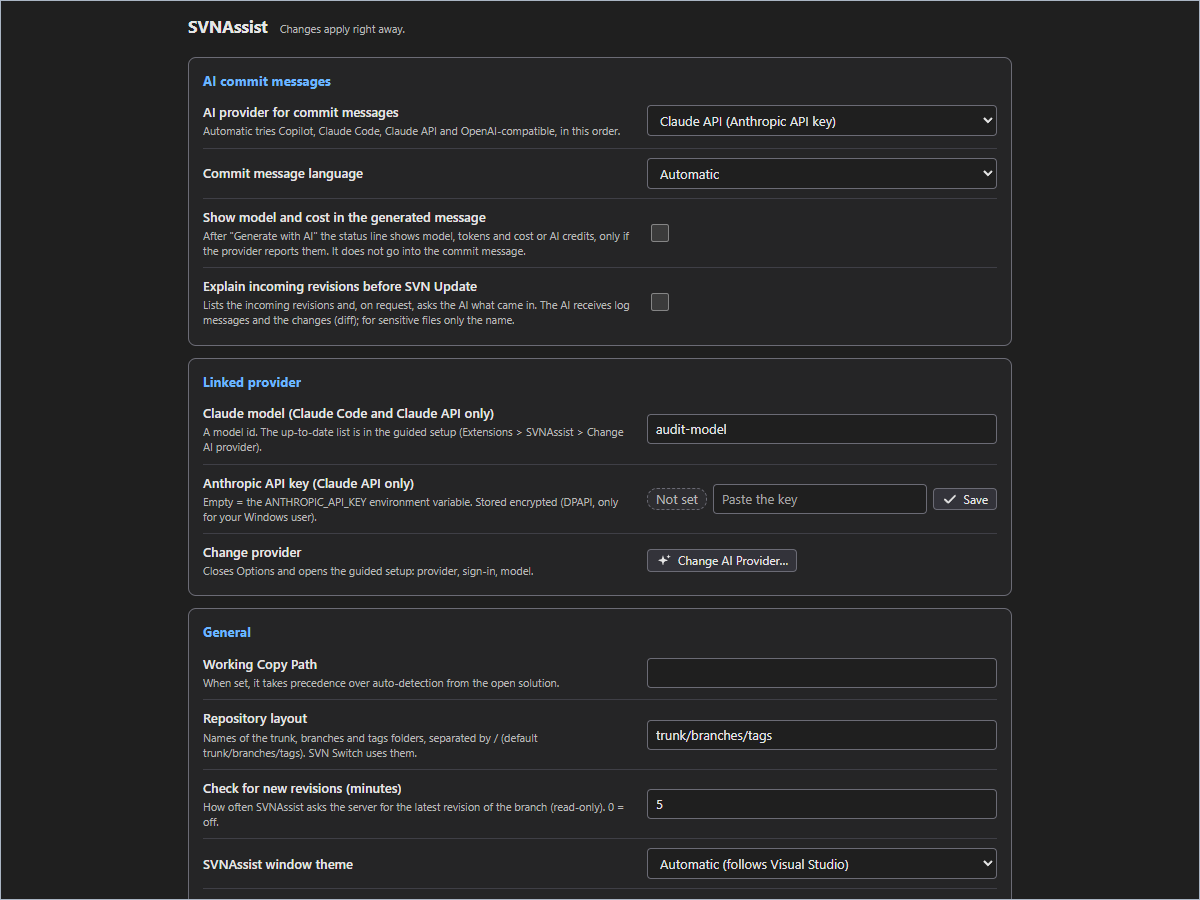 SVNAssist Changes apply right away.
AI commit messages
AI provider for commit messages
Automatic tries Copilot, Claude Code, Claude API and OpenAI-compatible, in this order.
Claude API (Anthropic API key)
Commit message language
Automatic
Show model and cost in the generated message
After "Generate with AI" the status line shows model, tokens and cost or AI credits, only if
the provider reports them. It does not go into the commit message.
Explain incoming revisions before SVN Update
Lists the incoming revisions and, on request, asks the AI what came in. The AI receives log
messages and the changes (diff); for sensitive files only the name.
Linked provider
Claude model (Claude Code and Claude API only)
A model id. The up-to-date list is in the guided setup (Extensions > SVNAssist > Change
AI provider).
audit-model
Anthropic API key (Claude API only)
Empty = the ANTHROPIC_API_KEY environment variable. Stored encrypted (DPAPI, only
for your Windows user).
Not set
Paste the key
Save
Change provider
Closes Options and opens the guided setup: provider, sign-in, model.
Change AI Provider...
General
Working Copy Path
When set, it takes precedence over auto-detection from the open solution.
Repository layout
Names of the trunk, branches and tags folders, separated by / (default
trunk/branches/tags). SVN Switch uses them.
trunk/branches/tags
Check for new revisions (minutes)
How often SVNAssist asks the server for the latest revision of the branch (read-only). 0 =
off.
5
SVNAssist window theme
Automatic (follows Visual Studio)